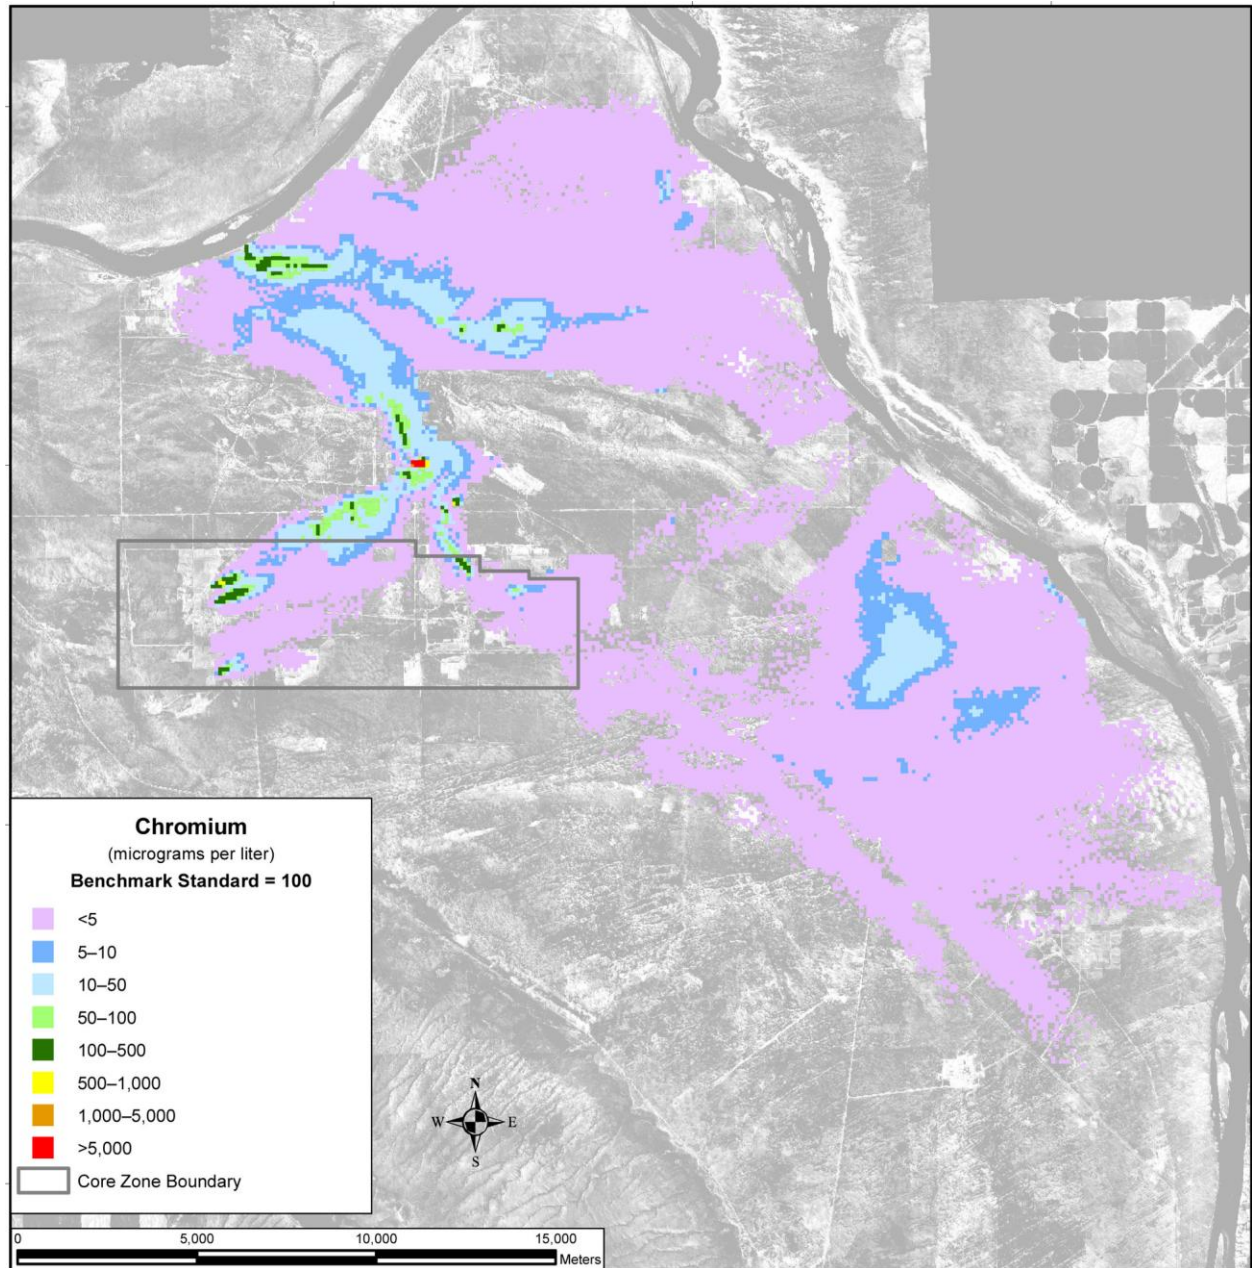 Chromium
(micrograms per liter)
Benchmark Standard = 100
<5
5–10
10–50
50–100
100–500
500–1,000
1,000–5,000
>5,000
Core Zone Boundary
N
W E
S
0 5,000 10,000 15,000
Meters